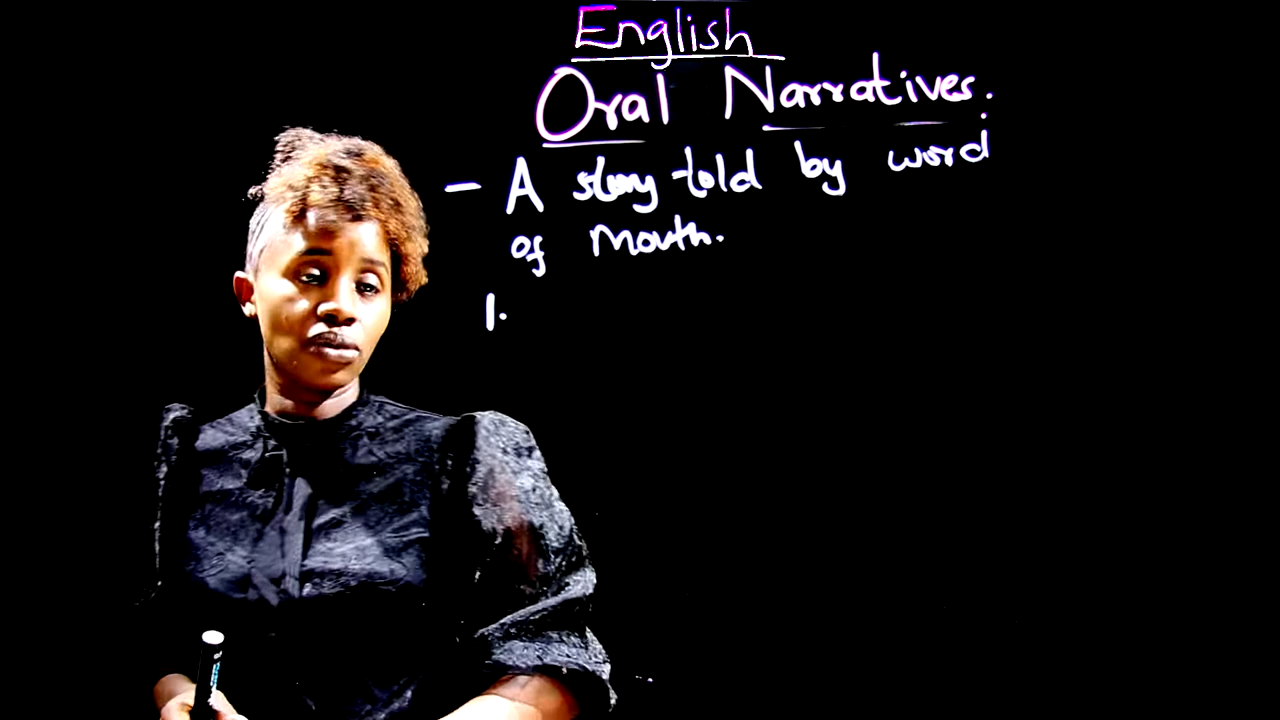 English
Oral Narratives.
- A story told by word
of mouth.
1.